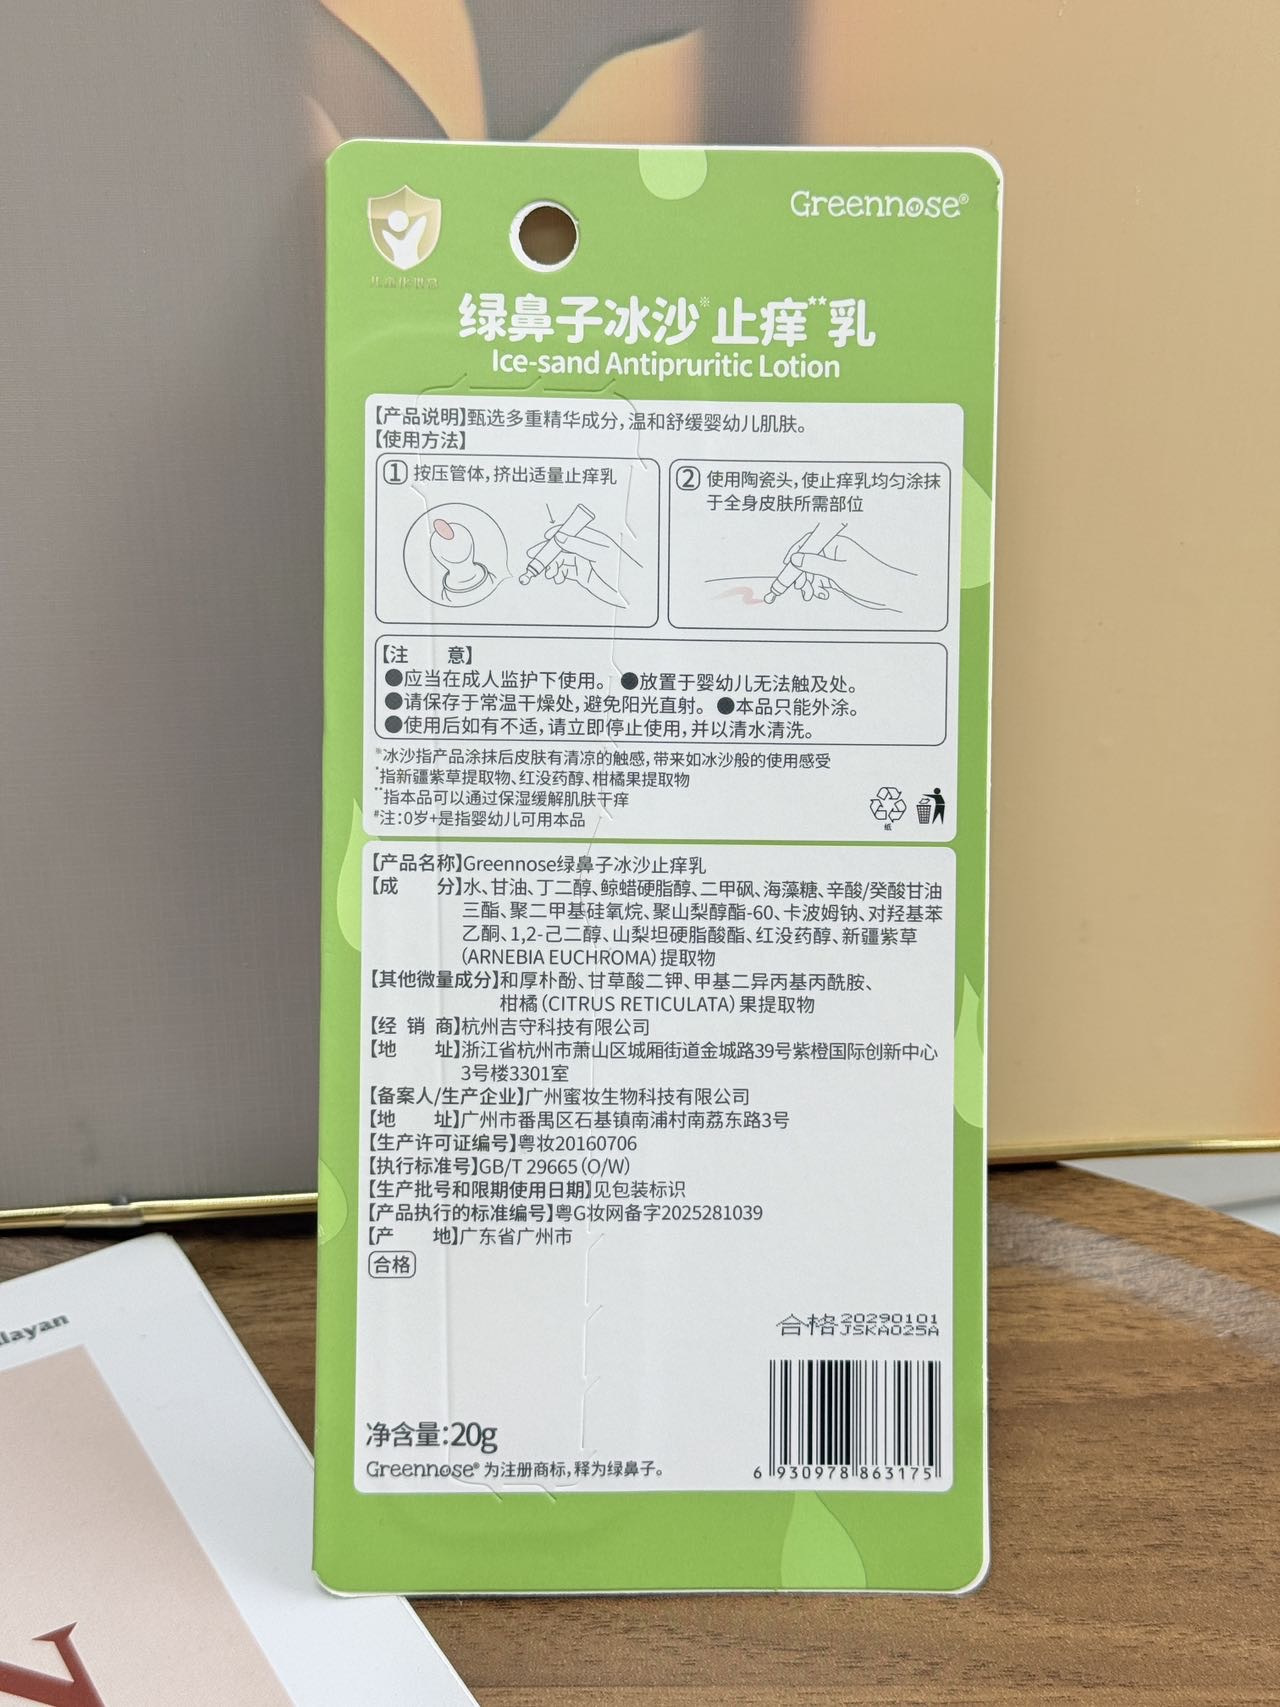 Greennose®
儿童化妆品
绿鼻子冰沙※止痒**乳
Ice-sand Antipruritic Lotion
【产品说明】甄选多重精华成分,温和舒缓婴幼儿肌肤。
【使用方法】
① 按压管体,挤出适量止痒乳
② 使用陶瓷头,使止痒乳均匀涂抹
于全身皮肤所需部位
【注 意】
●应当在成人监护下使用。 ●放置于婴幼儿无法触及处。
●请保存于常温干燥处,避免阳光直射。 ●本品只能外涂。
●使用后如有不适,请立即停止使用,并以清水清洗。
※冰沙指产品涂抹后皮肤有清凉的触感,带来如冰沙般的使用感受
*指新疆紫草提取物、红没药醇、柑橘果提取物
**指本品可以通过保湿缓解肌肤干痒
#注:0岁+是指婴幼儿可用本品
纸
【产品名称】Greennose绿鼻子冰沙止痒乳
【成 分】水、甘油、丁二醇、鲸蜡硬脂醇、二甲砜、海藻糖、辛酸/癸酸甘油
三酯、聚二甲基硅氧烷、聚山梨醇酯-60、卡波姆钠、对羟基苯
乙酮、1,2-己二醇、山梨坦硬脂酸酯、红没药醇、新疆紫草
(ARNEBIA EUCHROMA)提取物
【其他微量成分】和厚朴酚、甘草酸二钾、甲基二异丙基丙酰胺、
柑橘(CITRUS RETICULATA)果提取物
【经 销 商】杭州吉守科技有限公司
【地 址】浙江省杭州市萧山区城厢街道金城路39号紫橙国际创新中心
3号楼3301室
【备案人/生产企业】广州蜜妆生物科技有限公司
【地 址】广州市番禺区石基镇南浦村南荔东路3号
【生产许可证编号】粤妆20160706
【执行标准号】GB/T 29665(O/W)
【生产批号和限期使用日期】见包装标识
【产品执行的标准编号】粤G妆网备字2025281039
【产 地】广东省广州市
合格
合格 20290101
JSKA025A
净含量:20g
Greennose®为注册商标,释为绿鼻子。
6 930978 863175
layan